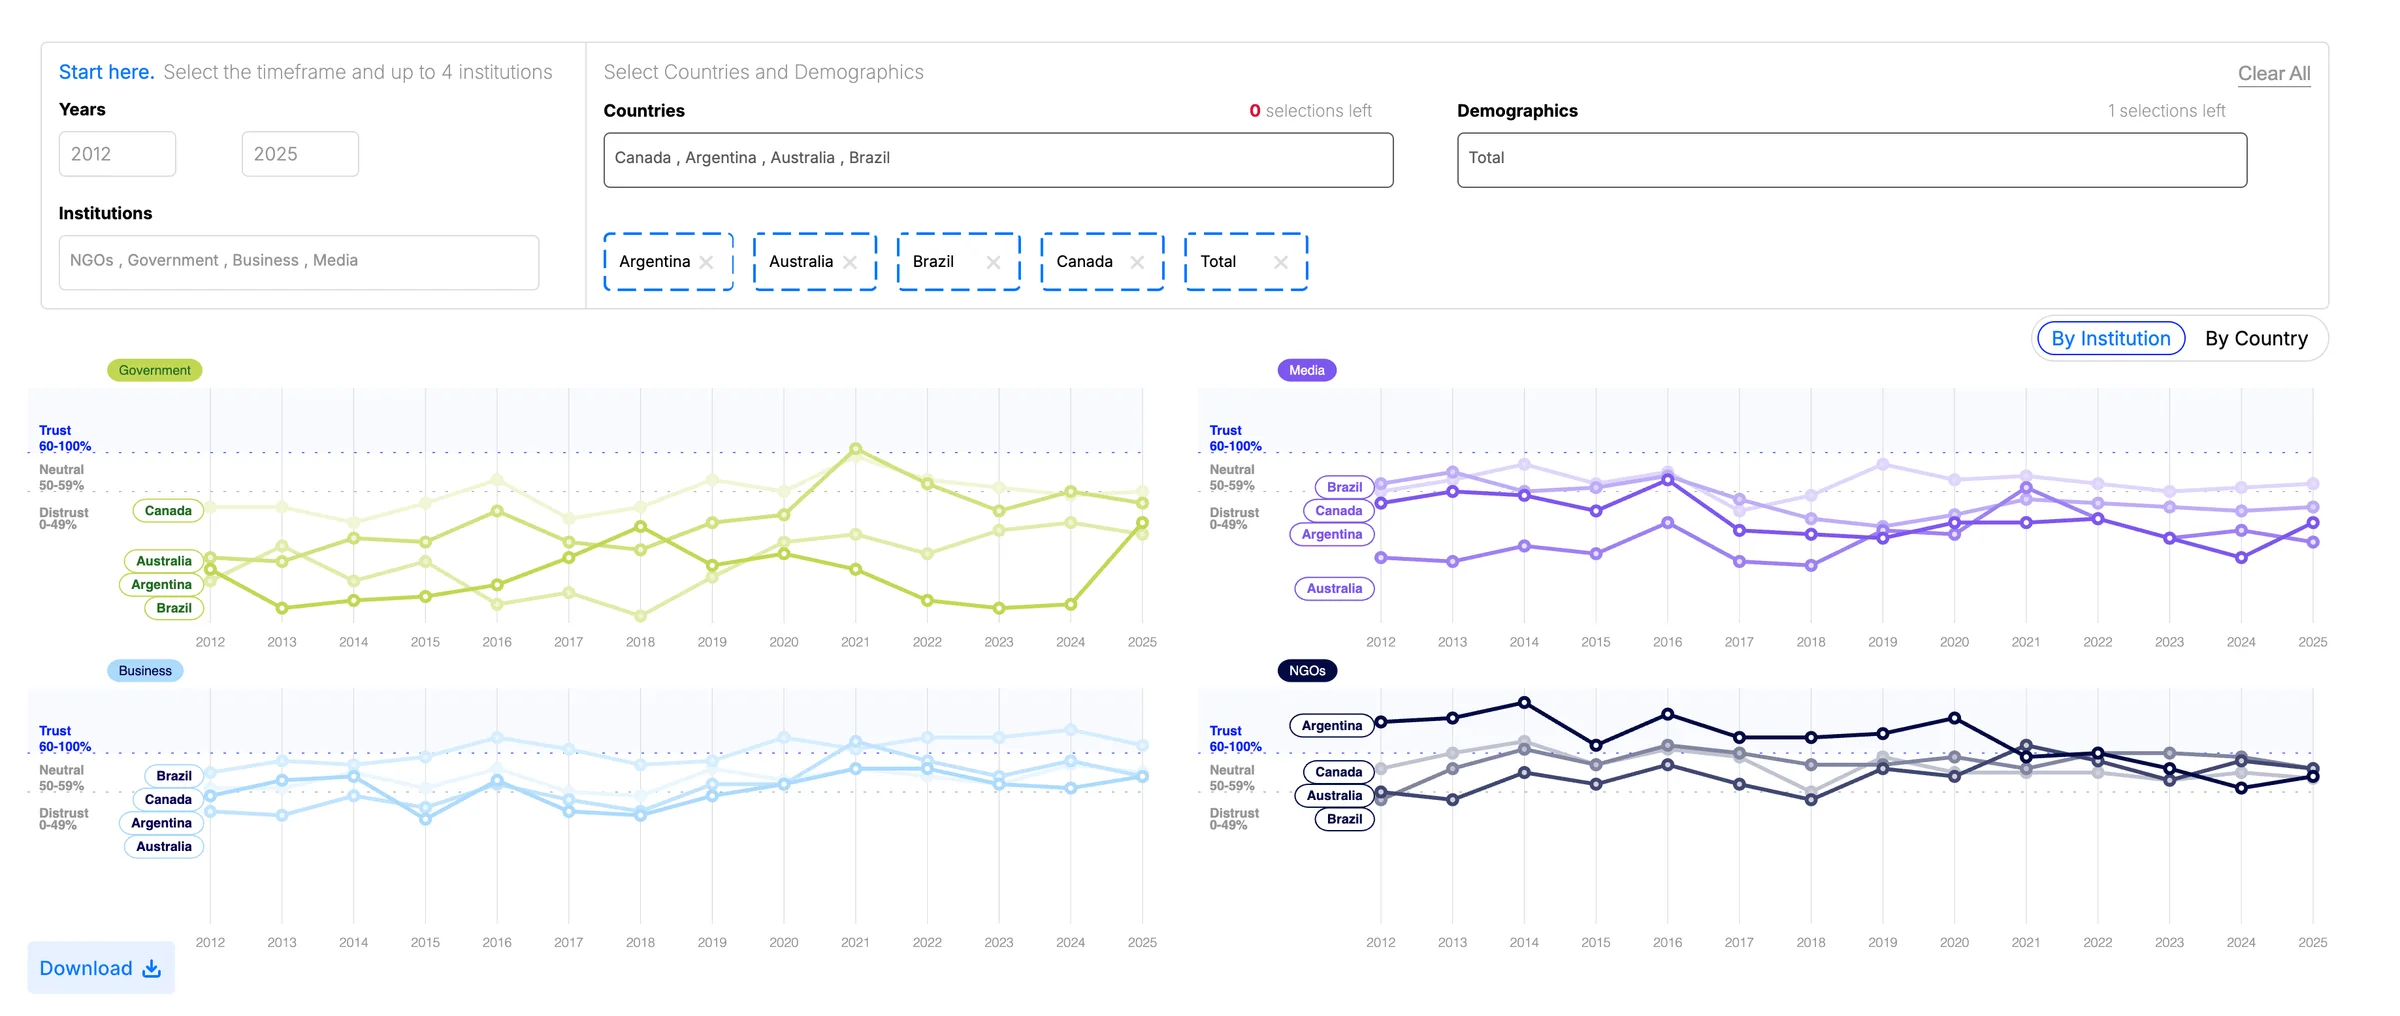 Start here. Select the timeframe and up to 4 institutions
Years
2012
2025
Institutions
NGOs , Government , Business , Media
Select Countries and Demographics
Clear All
Countries
0 selections left
Canada , Argentina , Australia , Brazil
Demographics
1 selections left
Total
Argentina
Australia
Brazil
Canada
Total
By Institution
By Country
Government
Trust
60-100%
Neutral
50-59%
Distrust
0-49%
Canada
Australia
Argentina
Brazil
2012 2013 2014 2015 2016 2017 2018 2019 2020 2021 2022 2023 2024 2025
Media
Trust
60-100%
Neutral
50-59%
Distrust
0-49%
Brazil
Canada
Argentina
Australia
2012 2013 2014 2015 2016 2017 2018 2019 2020 2021 2022 2023 2024 2025
Business
Trust
60-100%
Neutral
50-59%
Distrust
0-49%
Brazil
Canada
Argentina
Australia
2012 2013 2014 2015 2016 2017 2018 2019 2020 2021 2022 2023 2024 2025
NGOs
Trust
60-100%
Neutral
50-59%
Distrust
0-49%
Argentina
Canada
Australia
Brazil
2012 2013 2014 2015 2016 2017 2018 2019 2020 2021 2022 2023 2024 2025
Download